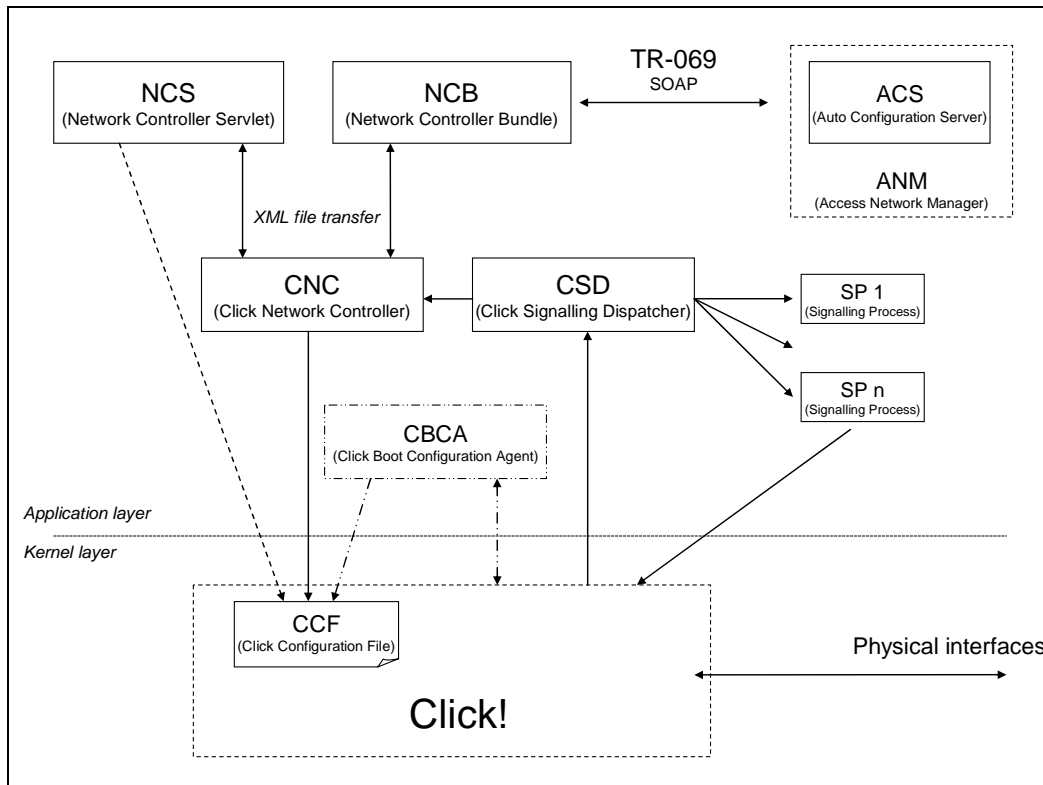 NCS
(Network Controller Servlet)
NCB
(Network Controller Bundle)
TR-069
SOAP
ACS
(Auto Configuration Server)
ANM
(Access Network Manager)
XML file transfer
CNC
(Click Network Controller)
CSD
(Click Signalling Dispatcher)
SP 1
(Signalling Process)
SP n
(Signalling Process)
CBCA
(Click Boot Configuration Agent)
Application layer
Kernel layer
CCF
(Click Configuration File)
Physical interfaces
Click!